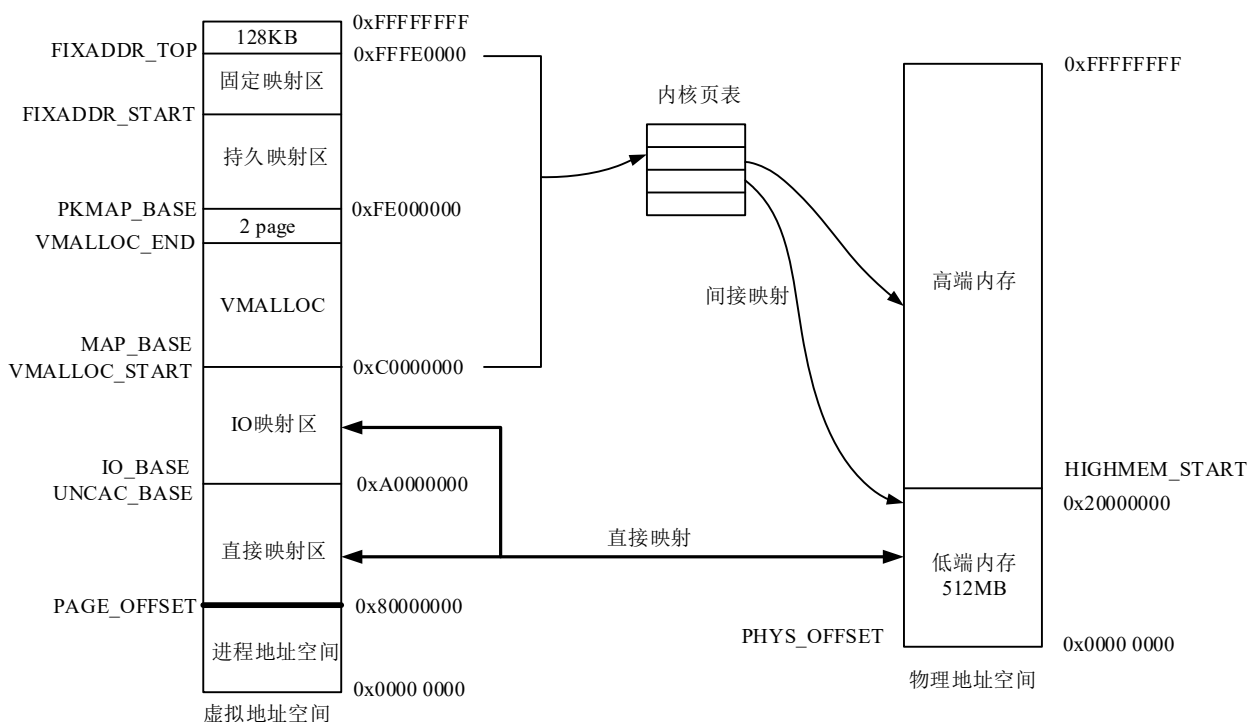 0xFFFFFFFF
128KB
FIXADDR_TOP
0xFFFE0000
固定映射区
FIXADDR_START
持久映射区
PKMAP_BASE
0xFE000000
2 page
VMALLOC_END
VMALLOC
MAP_BASE
VMALLOC_START
0xC0000000
IO映射区
IO_BASE
UNCAC_BASE
0xA0000000
直接映射区
PAGE_OFFSET
0x80000000
进程地址空间
0x0000 0000
虚拟地址空间
内核页表
间接映射
直接映射
0xFFFFFFFF
高端内存
HIGHMEM_START
0x20000000
低端内存
512MB
PHYS_OFFSET
0x0000 0000
物理地址空间